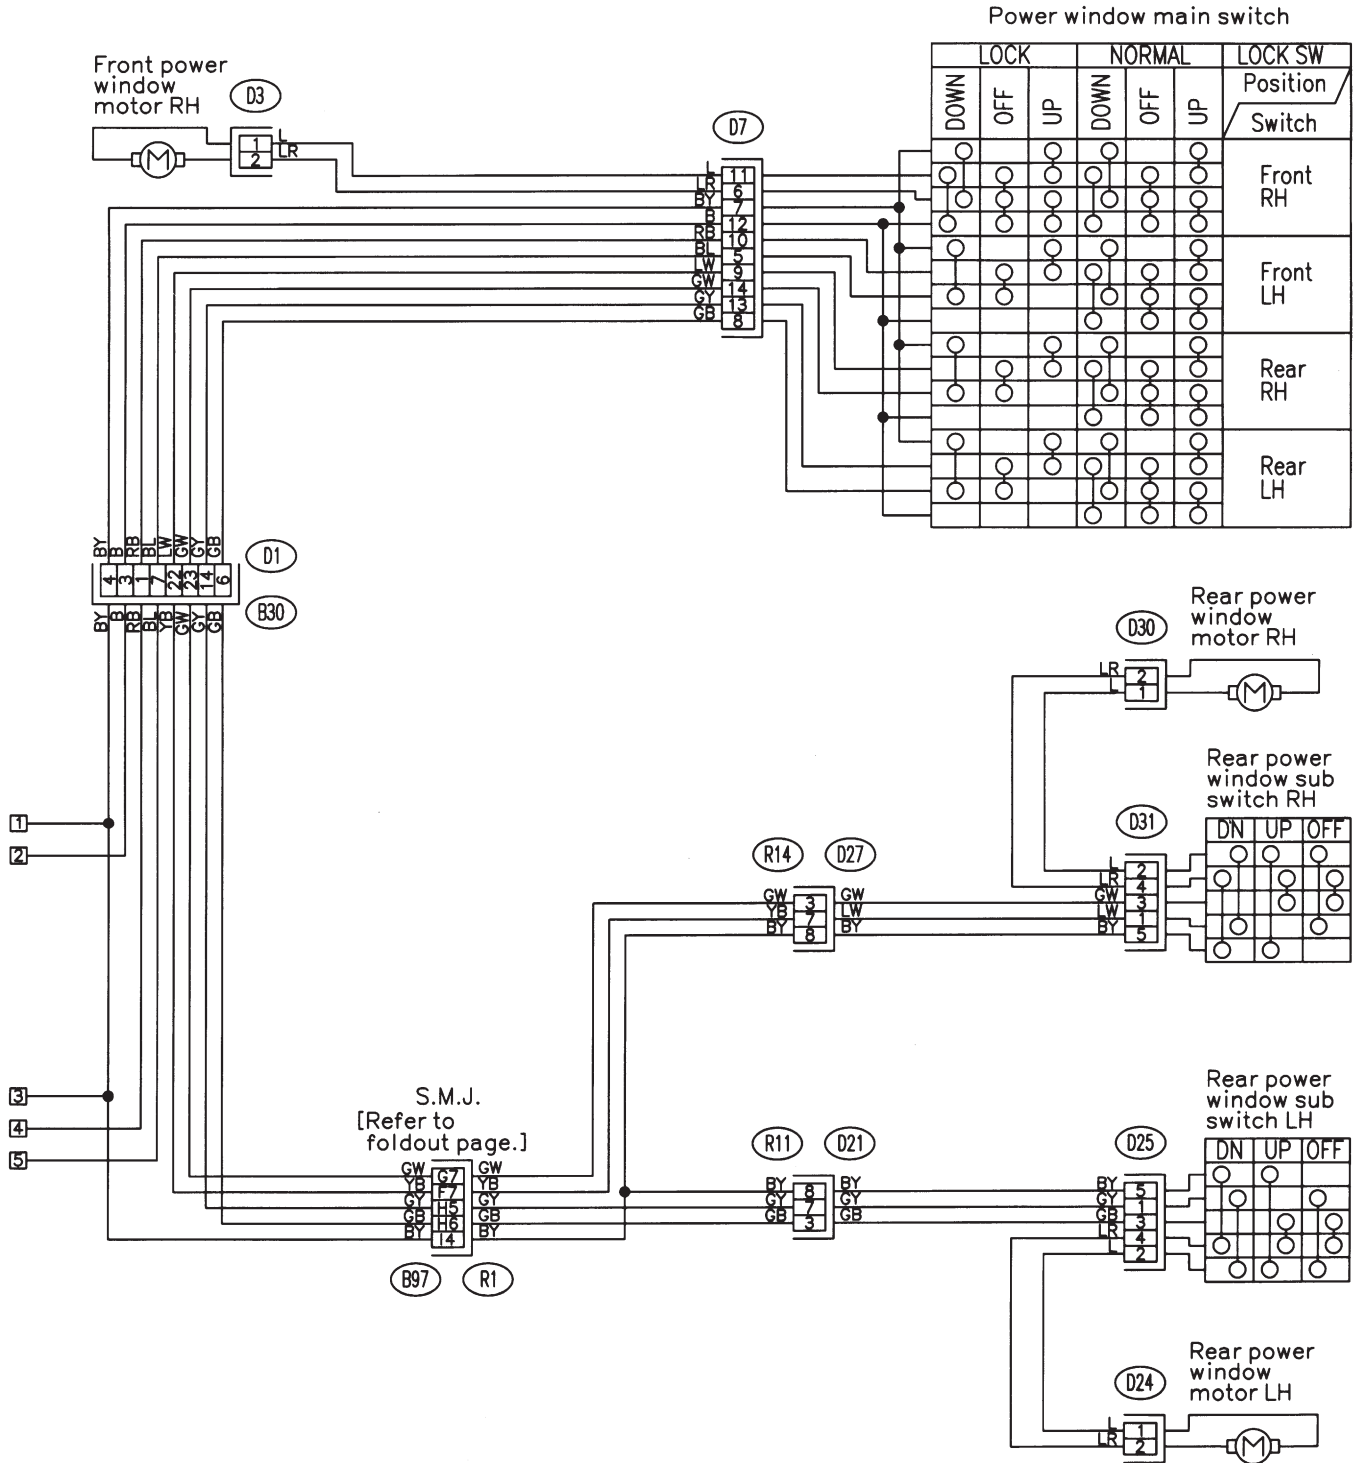 Power window main switch
LOCK NORMAL LOCK SW
DOWN OFF UP DOWN OFF UP
Position
Switch
Front
RH
Front
LH
Rear
RH
Rear
LH
Front power
window
motor RH
D3
L 1
LR 2
D7
L 11
LR 6
BY 7
B 12
RB 10
BL 5
LW 9
GW 14
GY 13
GB 8
BY B RB BL LW GW GY GB
4 3 1 7 22 23 14 6
BY B RB BL YB GW GY GB
D1
B30
Rear power
window
motor RH
D30
LR 2
L 1
Rear power
window sub
switch RH
DN UP OFF
D31
L 2
LR 4
GW 3
LW 1
BY 5
1
2
R14 D27
GW 3 GW
YB 7 LW
BY 8 BY
3
4
5
S.M.J.
[Refer to
foldout page.]
GW G7 GW
YB F7 YB
GY H5 GY
GB H6 GB
BY I4 BY
B97 R1
R11 D21
BY 8 BY
GY 7 GY
GB 3 GB
Rear power
window sub
switch LH
DN UP OFF
D25
BY 5
GY 1
GB 3
LR 4
L 2
Rear power
window
motor LH
D24
L 1
LR 2
M
M
M